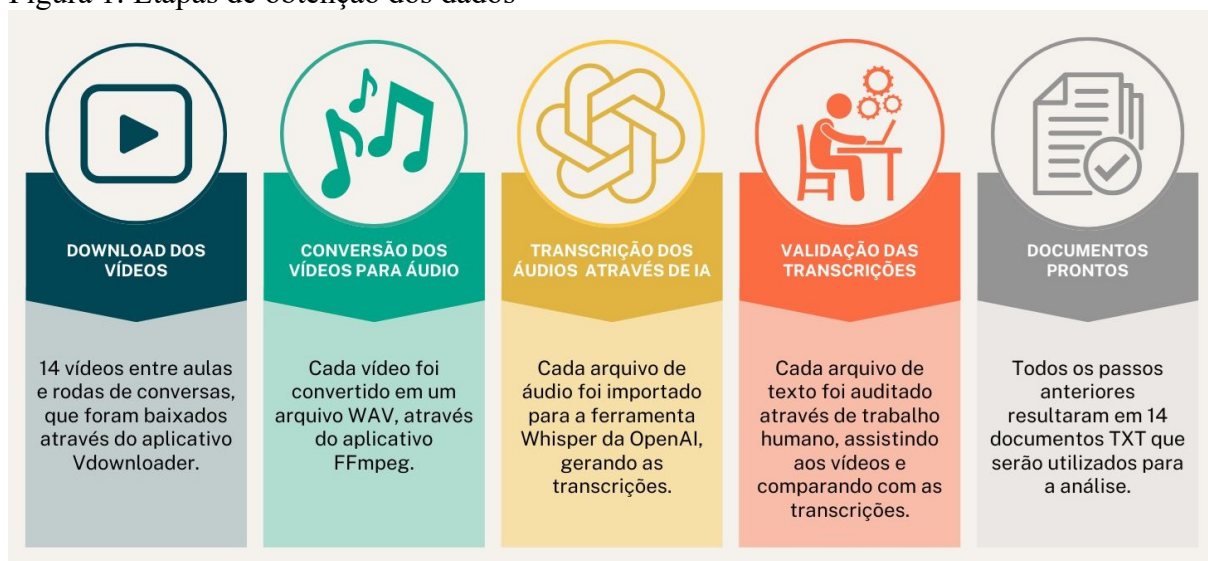 Figura 1: Etapas de obtenção dos dados
DOWNLOAD DOS
VÍDEOS
14 vídeos entre aulas
e rodas de conversas,
que foram baixados
através do aplicativo
Vdownloader.
CONVERSÃO DOS
VÍDEOS PARA ÁUDIO
Cada vídeo foi
convertido em um
arquivo WAV, através
do aplicativo
FFmpeg.
TRANSCRIÇÃO DOS
ÁUDIOS ATRAVÉS DE IA
Cada arquivo de
áudio foi importado
para a ferramenta
Whisper da OpenAI,
gerando as
transcrições.
VALIDAÇÃO DAS
TRANSCRIÇÕES
Cada arquivo de
texto foi auditado
através de trabalho
humano, assistindo
aos vídeos e
comparando com as
transcrições.
DOCUMENTOS
PRONTOS
Todos os passos
anteriores
resultaram em 14
documentos TXT que
serão utilizados para
a análise.